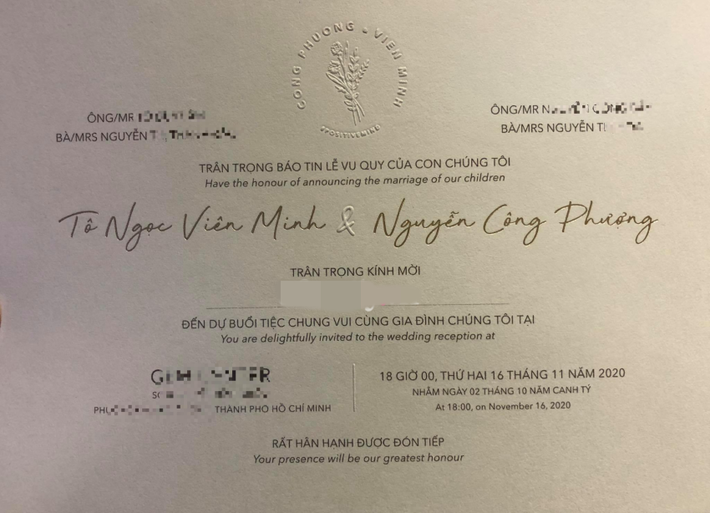 CÔNG PHƯỢNG • VIÊN MINH
ÔNG/MR
BÀ/MRS NGUYỄN
ÔNG/MR
BÀ/MRS NGUYỄN
TRÂN TRỌNG BÁO TIN LỄ VU QUY CỦA CON CHÚNG TÔI
Have the honour of announcing the marriage of our children
Tô Ngọc Viên Minh & Nguyễn Công Phượng
TRÂN TRỌNG KÍNH MỜI
ĐẾN DỰ BUỔI TIỆC CHUNG VUI CÙNG GIA ĐÌNH CHÚNG TÔI TẠI
You are delightfully invited to the wedding reception at
THÀNH PHỐ HỒ CHÍ MINH
18 GIỜ 00, THỨ HAI 16 THÁNG 11 NĂM 2020
NHẰM NGÀY 02 THÁNG 10 NĂM CANH TÝ
At 18:00, on November 16, 2020
RẤT HÂN HẠNH ĐƯỢC ĐÓN TIẾP
Your presence will be our greatest honour